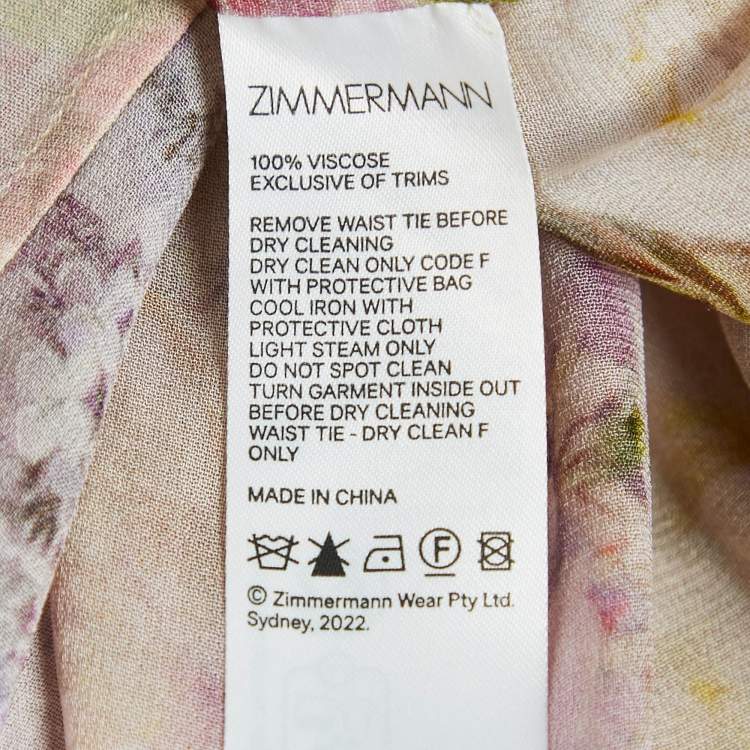 ZIMMERMANN
100% VISCOSE
EXCLUSIVE OF TRIMS
REMOVE WAIST TIE BEFORE
DRY CLEANING
DRY CLEAN ONLY CODE F
WITH PROTECTIVE BAG
COOL IRON WITH
PROTECTIVE CLOTH
LIGHT STEAM ONLY
DO NOT SPOT CLEAN
TURN GARMENT INSIDE OUT
BEFORE DRY CLEANING
WAIST TIE - DRY CLEAN F
ONLY
MADE IN CHINA
F
© Zimmermann Wear Pty Ltd.
Sydney, 2022.